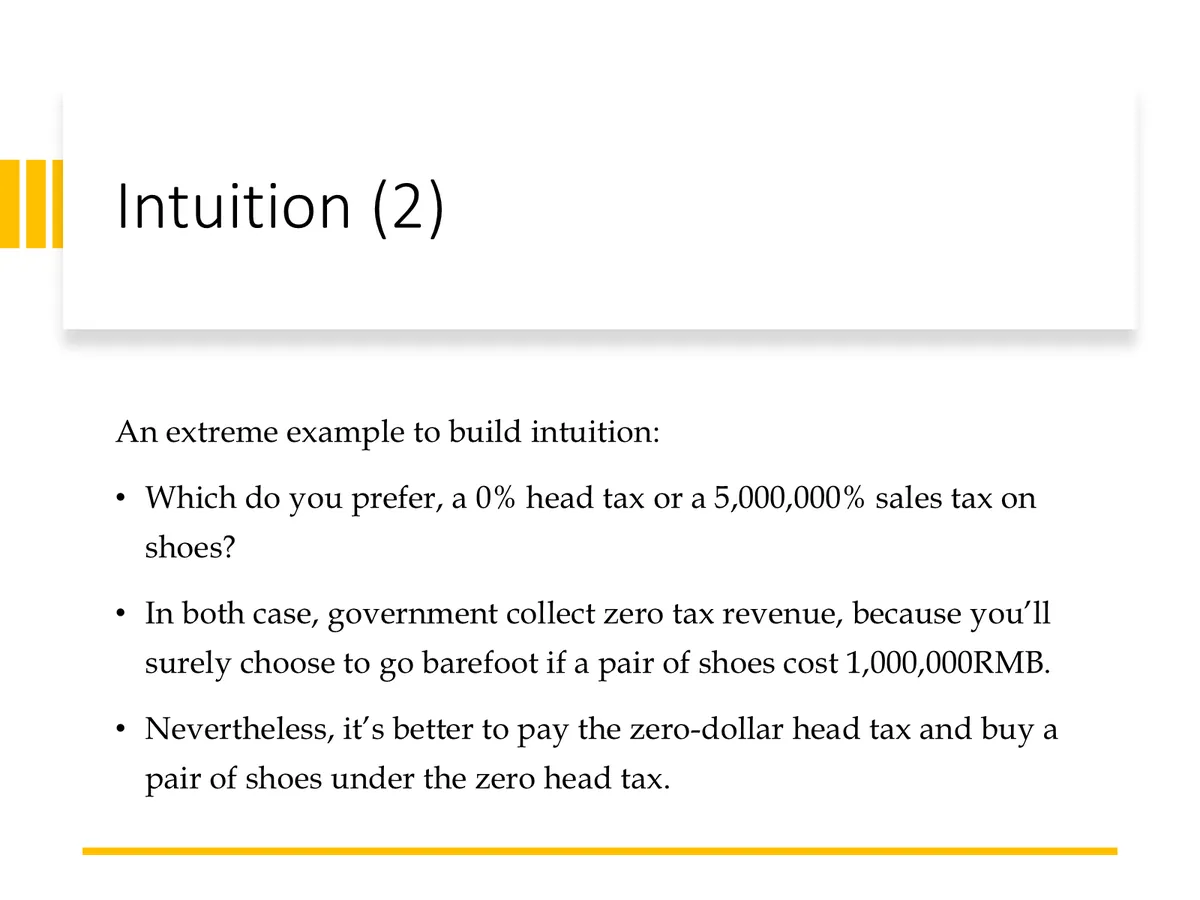 Intuition (2)
An extreme example to build intuition:
• Which do you prefer, a 0% head tax or a 5,000,000% sales tax on
shoes?
• In both case, government collect zero tax revenue, because you’ll
surely choose to go barefoot if a pair of shoes cost 1,000,000RMB.
• Nevertheless, it’s better to pay the zero-dollar head tax and buy a
pair of shoes under the zero head tax.